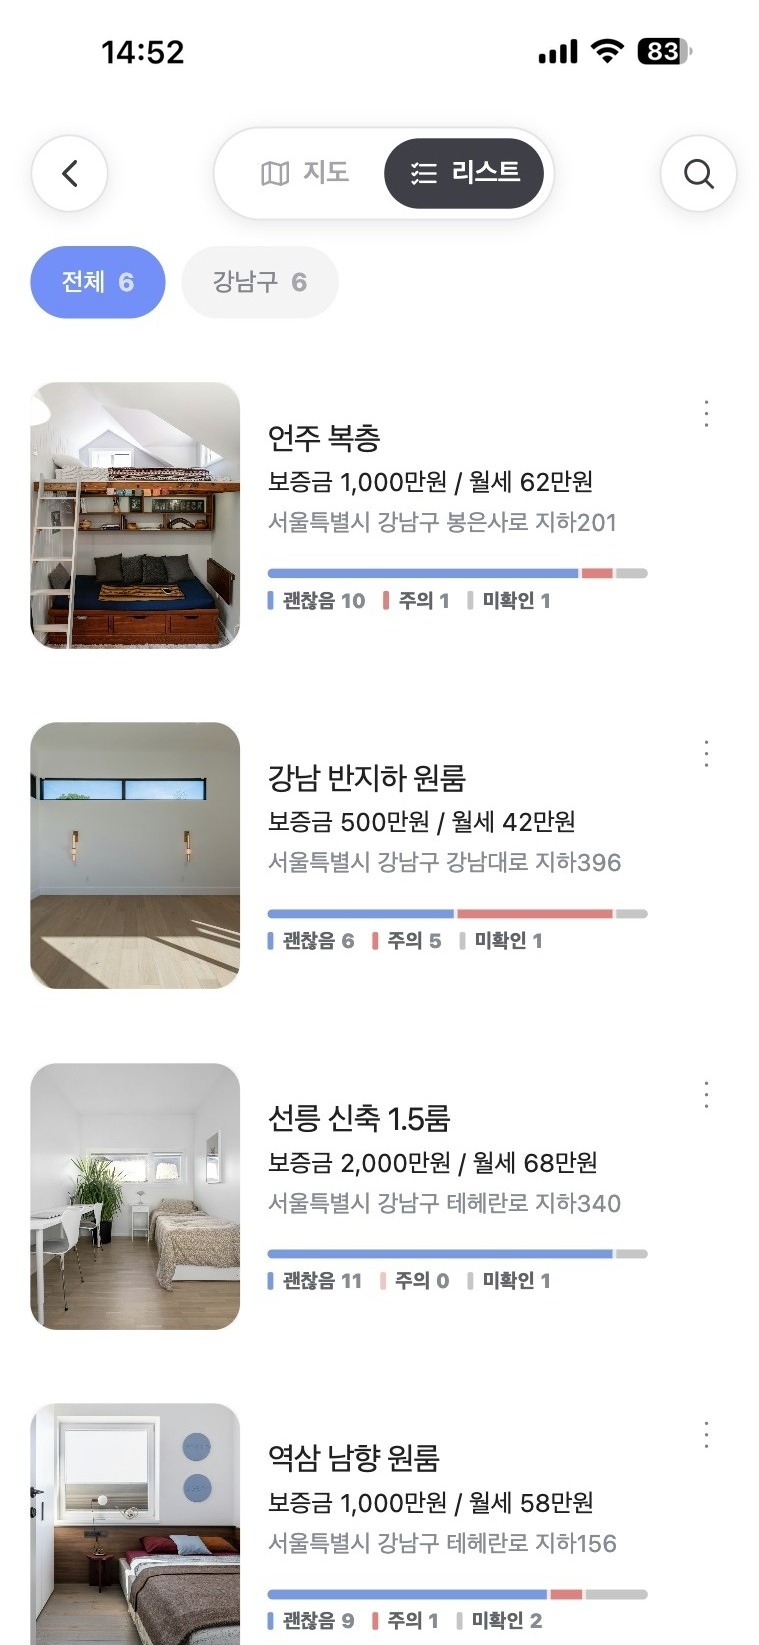 14:52
83
지도
리스트
전체 6
강남구 6
언주 복층
보증금 1,000만원 / 월세 62만원
서울특별시 강남구 봉은사로 지하201
괜찮음 10 주의 1 미확인 1
강남 반지하 원룸
보증금 500만원 / 월세 42만원
서울특별시 강남구 강남대로 지하396
괜찮음 6 주의 5 미확인 1
선릉 신축 1.5룸
보증금 2,000만원 / 월세 68만원
서울특별시 강남구 테헤란로 지하340
괜찮음 11 주의 0 미확인 1
역삼 남향 원룸
보증금 1,000만원 / 월세 58만원
서울특별시 강남구 테헤란로 지하156
괜찮음 9 주의 1 미확인 2